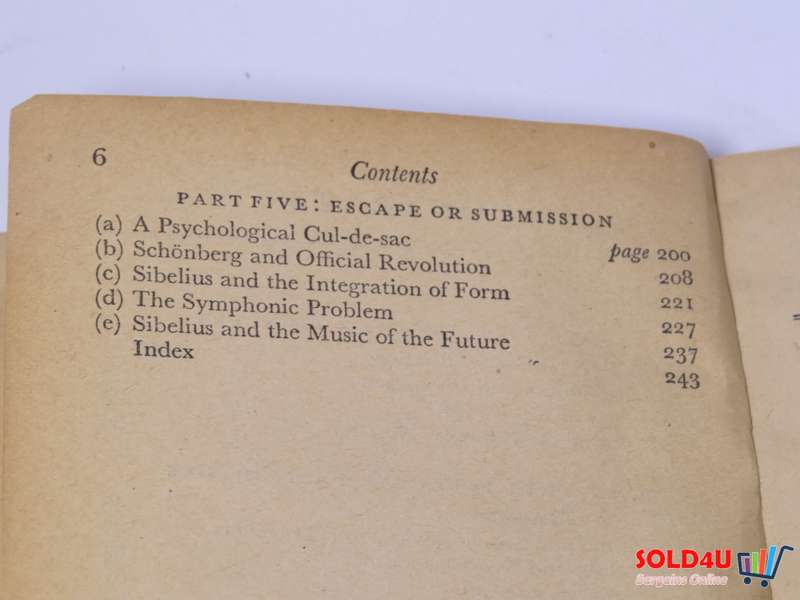 6
Contents
PART FIVE: ESCAPE OR SUBMISSION
(a) A Psychological Cul-de-sac page 200
(b) Schönberg and Official Revolution 208
(c) Sibelius and the Integration of Form 221
(d) The Symphonic Problem 227
(e) Sibelius and the Music of the Future 237
Index 243
SOLD4U
Bargains Online